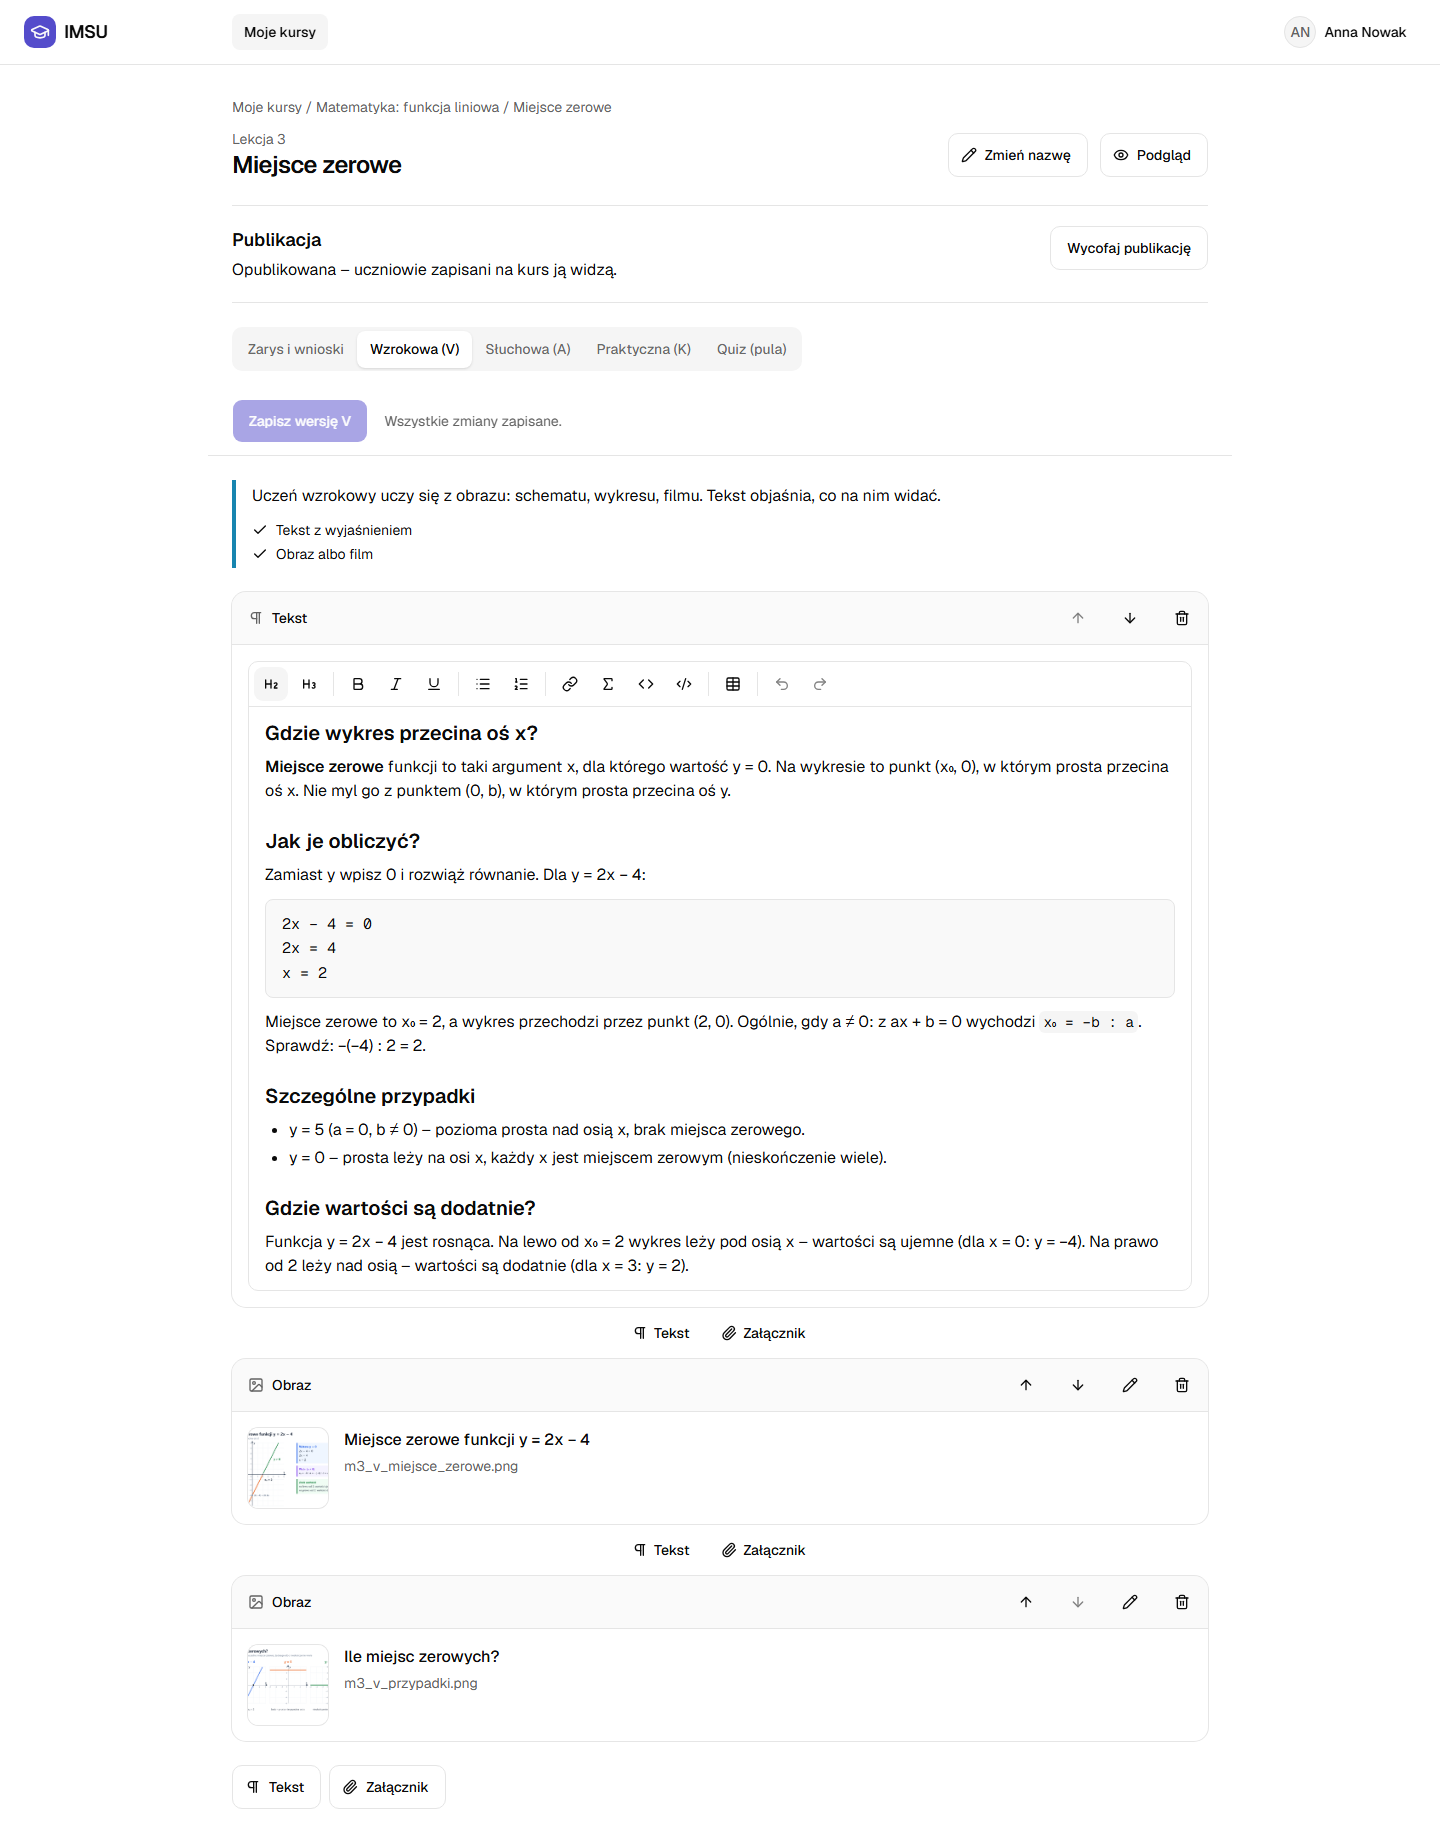 IMSU
Moje kursy
AN Anna Nowak
Moje kursy / Matematyka: funkcja liniowa / Miejsce zerowe
Lekcja 3
Miejsce zerowe
Zmień nazwę
Podgląd
Publikacja
Opublikowana – uczniowie zapisani na kurs ją widzą.
Wycofaj publikację
Zarys i wnioski
Wzrokowa (V)
Słuchowa (A)
Praktyczna (K)
Quiz (pula)
Zapisz wersję V
Wszystkie zmiany zapisane.
Uczeń wzrokowy uczy się z obrazu: schematu, wykresu, filmu. Tekst objaśnia, co na nim widać.
Tekst z wyjaśnieniem
Obraz albo film
Tekst
H2 H3 B I U
Gdzie wykres przecina oś x?
Miejsce zerowe funkcji to taki argument x, dla którego wartość y = 0. Na wykresie to punkt (x₀, 0), w którym prosta przecina
oś x. Nie myl go z punktem (0, b), w którym prosta przecina oś y.
Jak je obliczyć?
Zamiast y wpisz 0 i rozwiąż równanie. Dla y = 2x − 4:
2x − 4 = 0
2x = 4
x = 2
Miejsce zerowe to x₀ = 2, a wykres przechodzi przez punkt (2, 0). Ogólnie, gdy a ≠ 0: z ax + b = 0 wychodzi x₀ = −b : a.
Sprawdź: −(−4) : 2 = 2.
Szczególne przypadki
• y = 5 (a = 0, b ≠ 0) – pozioma prosta nad osią x, brak miejsca zerowego.
• y = 0 – prosta leży na osi x, każdy x jest miejscem zerowym (nieskończenie wiele).
Gdzie wartości są dodatnie?
Funkcja y = 2x − 4 jest rosnąca. Na lewo od x₀ = 2 wykres leży pod osią x – wartości są ujemne (dla x = 0: y = −4). Na prawo
od 2 leży nad osią – wartości są dodatnie (dla x = 3: y = 2).
Tekst
Załącznik
Obraz
Miejsce zerowe funkcji y = 2x − 4
m3_v_miejsce_zerowe.png
Tekst
Załącznik
Obraz
Ile miejsc zerowych?
m3_v_przypadki.png
Tekst
Załącznik